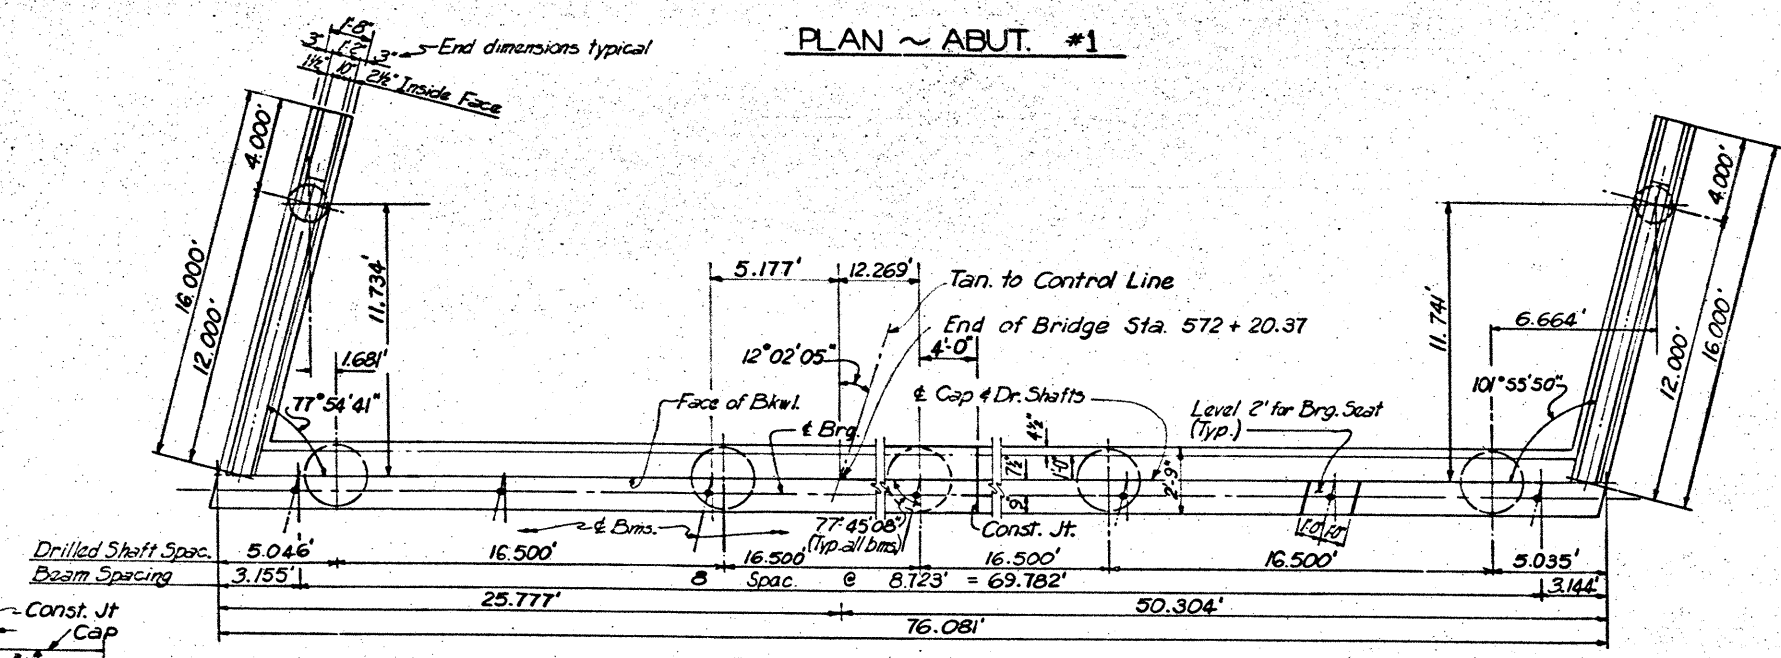 PLAN ~ ABUT. #1
1'-8"
3"
1'-2"
3"
End dimensions typical
1½"
10"
2½"
Inside Face
4.000'
16.000'
12.000'
11.734'
1.681'
77°54'41"
5.177'
12.269'
Tan. to Control Line
End of Bridge Sta. 572 + 20.37
4'-0"
12°02'05"
Face of Bkwl.
℄ Brg.
℄ Cap & Dr. Shafts
Level 2' for Brg. Seat
(Typ.)
4½"
7½"
1'-0"
9"
2'-9"
11.741'
6.664'
101°55'50"
4.000'
12.000'
16.000'
℄ Bms.
77°45'08"
(Typ. all bms)
Const. Jt.
1'-0"
1'-0"
Drilled Shaft Spac. 5.046' 16.500' 16.500' 16.500' 16.500' 5.035'
Beam Spacing 3.155' 8 Spac. @ 8.723' = 69.782' 3.144'
25.777' 50.304'
76.081'
Const. Jt
Cap